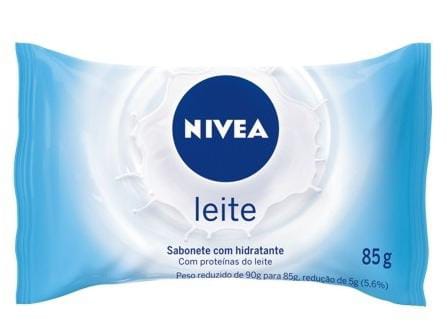 NIVEA
leite
Sabonete com hidratante
Com proteínas do leite
85g
Peso reduzido de 90g para 85g, redução de 5g (5,6%)